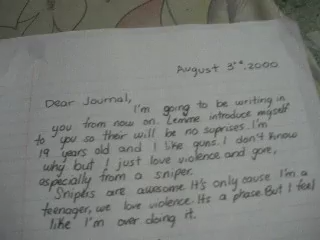 August 3rd, 2000
Dear Journal,
I'm going to be writing in
you from now on. Lemme introduce myself
to you so their will be no suprises. I'm
19 years old and I like guns. I don't know
why but I just love violence and gore,
especially from a sniper.
Snipers are awesome. It's only cause I'm a
teenager, we love violence. Its a phase. But I feel
like I'm over doing it.